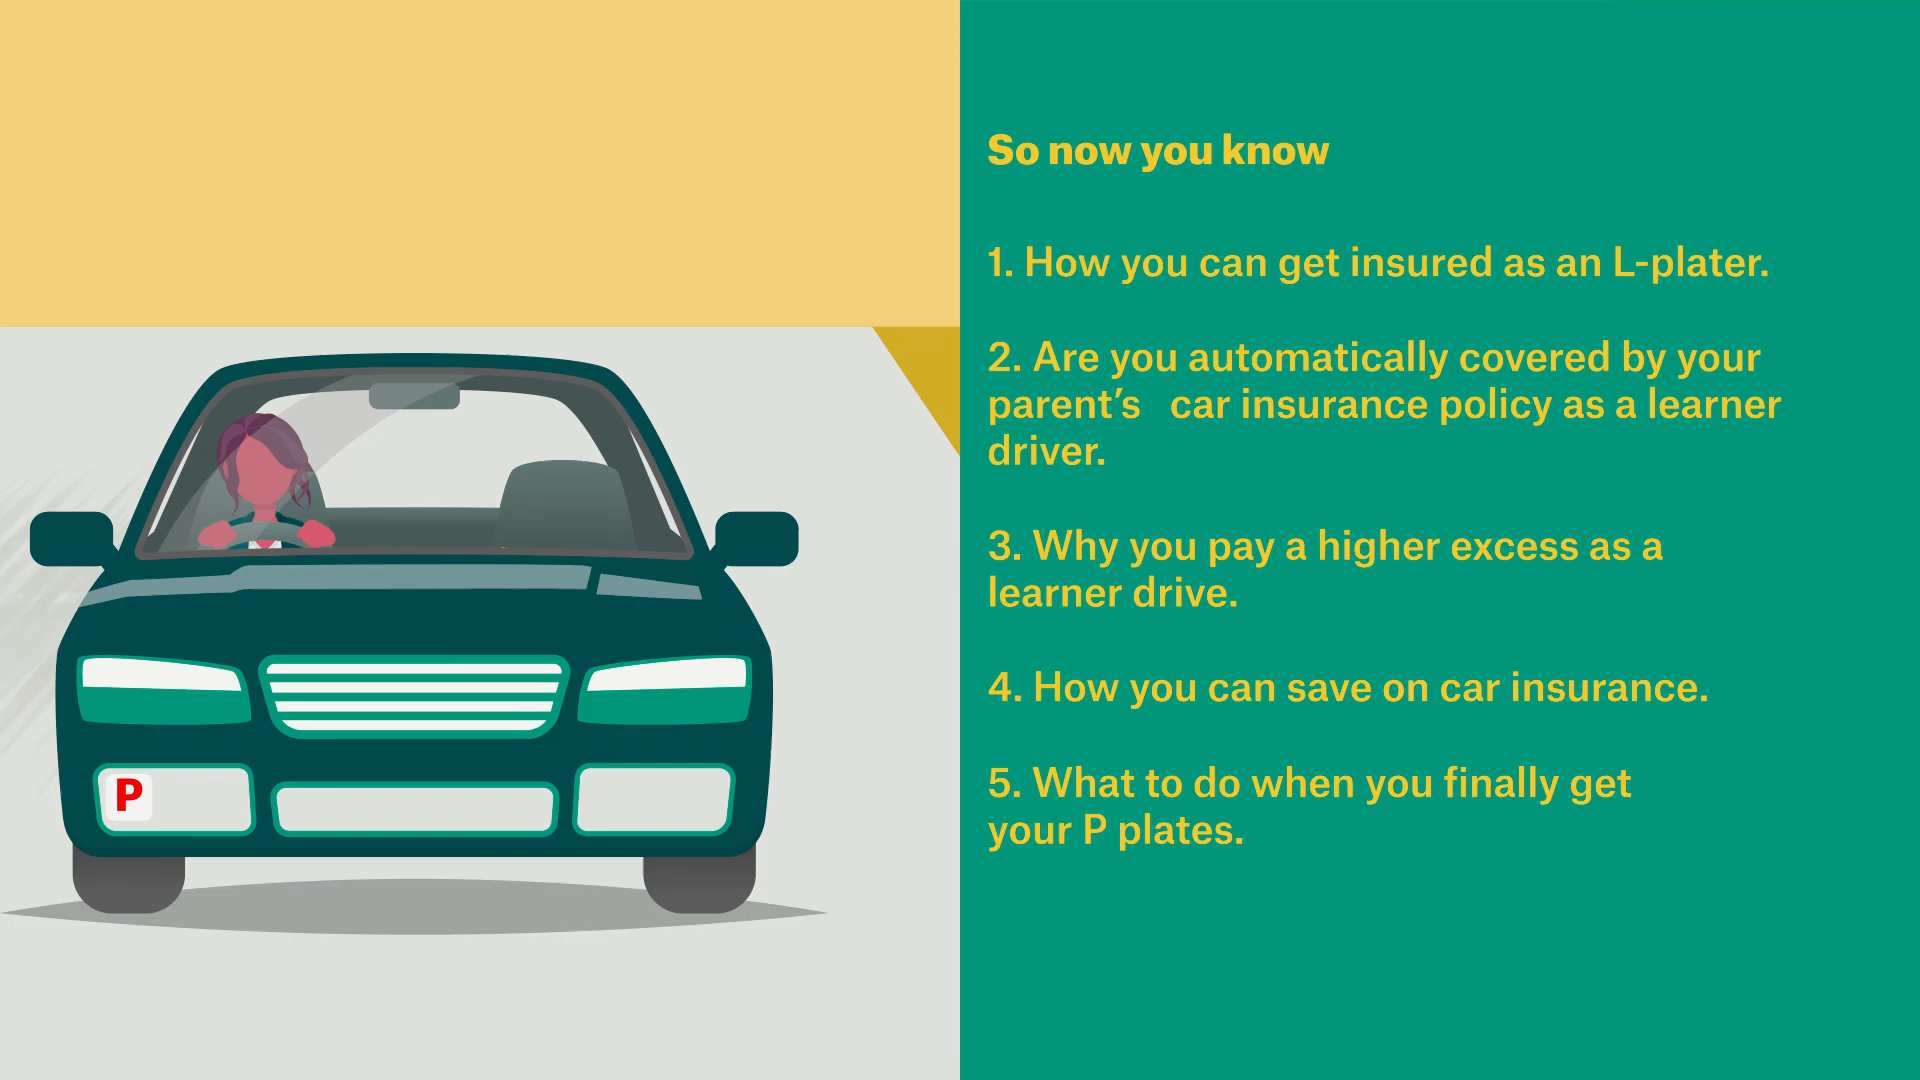 So now you know
1. How you can get insured as an L-plater.
2. Are you automatically covered by your
parent’s car insurance policy as a learner
driver.
3. Why you pay a higher excess as a
learner drive.
4. How you can save on car insurance.
5. What to do when you finally get
your P plates.
P